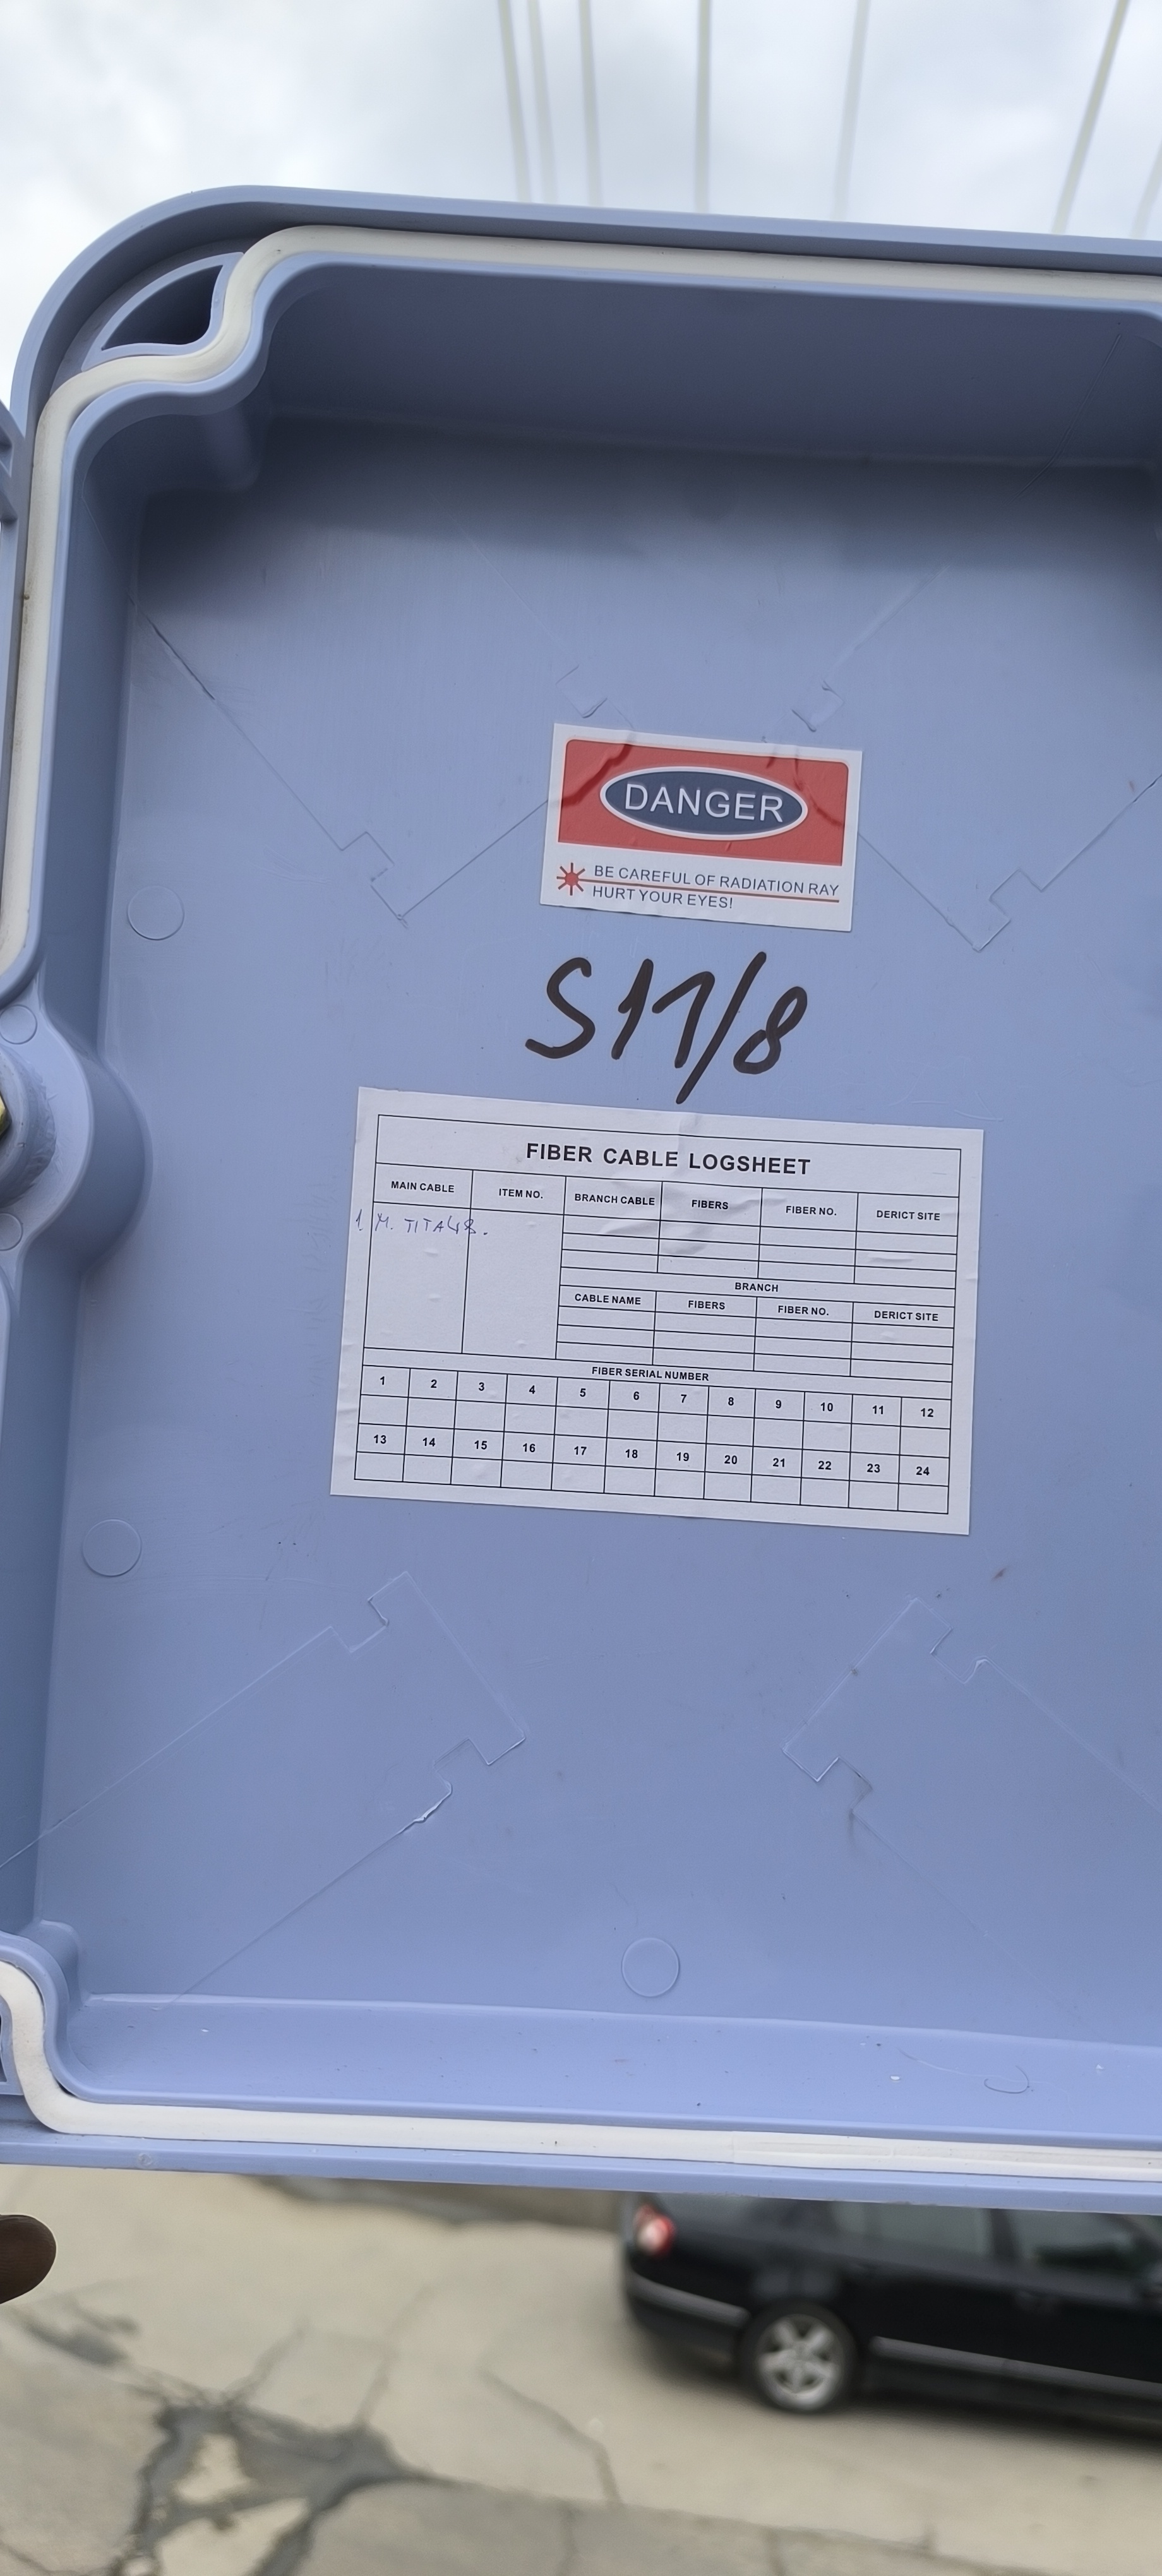 DANGER
BE CAREFUL OF RADIATION RAY
HURT YOUR EYES!
S11/8
FIBER CABLE LOGSHEET
MAIN CABLE ITEM NO. BRANCH CABLE FIBERS FIBER NO. DERICT SITE
1. M. TITA48.
BRANCH
CABLE NAME FIBERS FIBER NO. DERICT SITE
FIBER SERIAL NUMBER
1 2 3 4 5 6 7 8 9 10 11 12
13 14 15 16 17 18 19 20 21 22 23 24